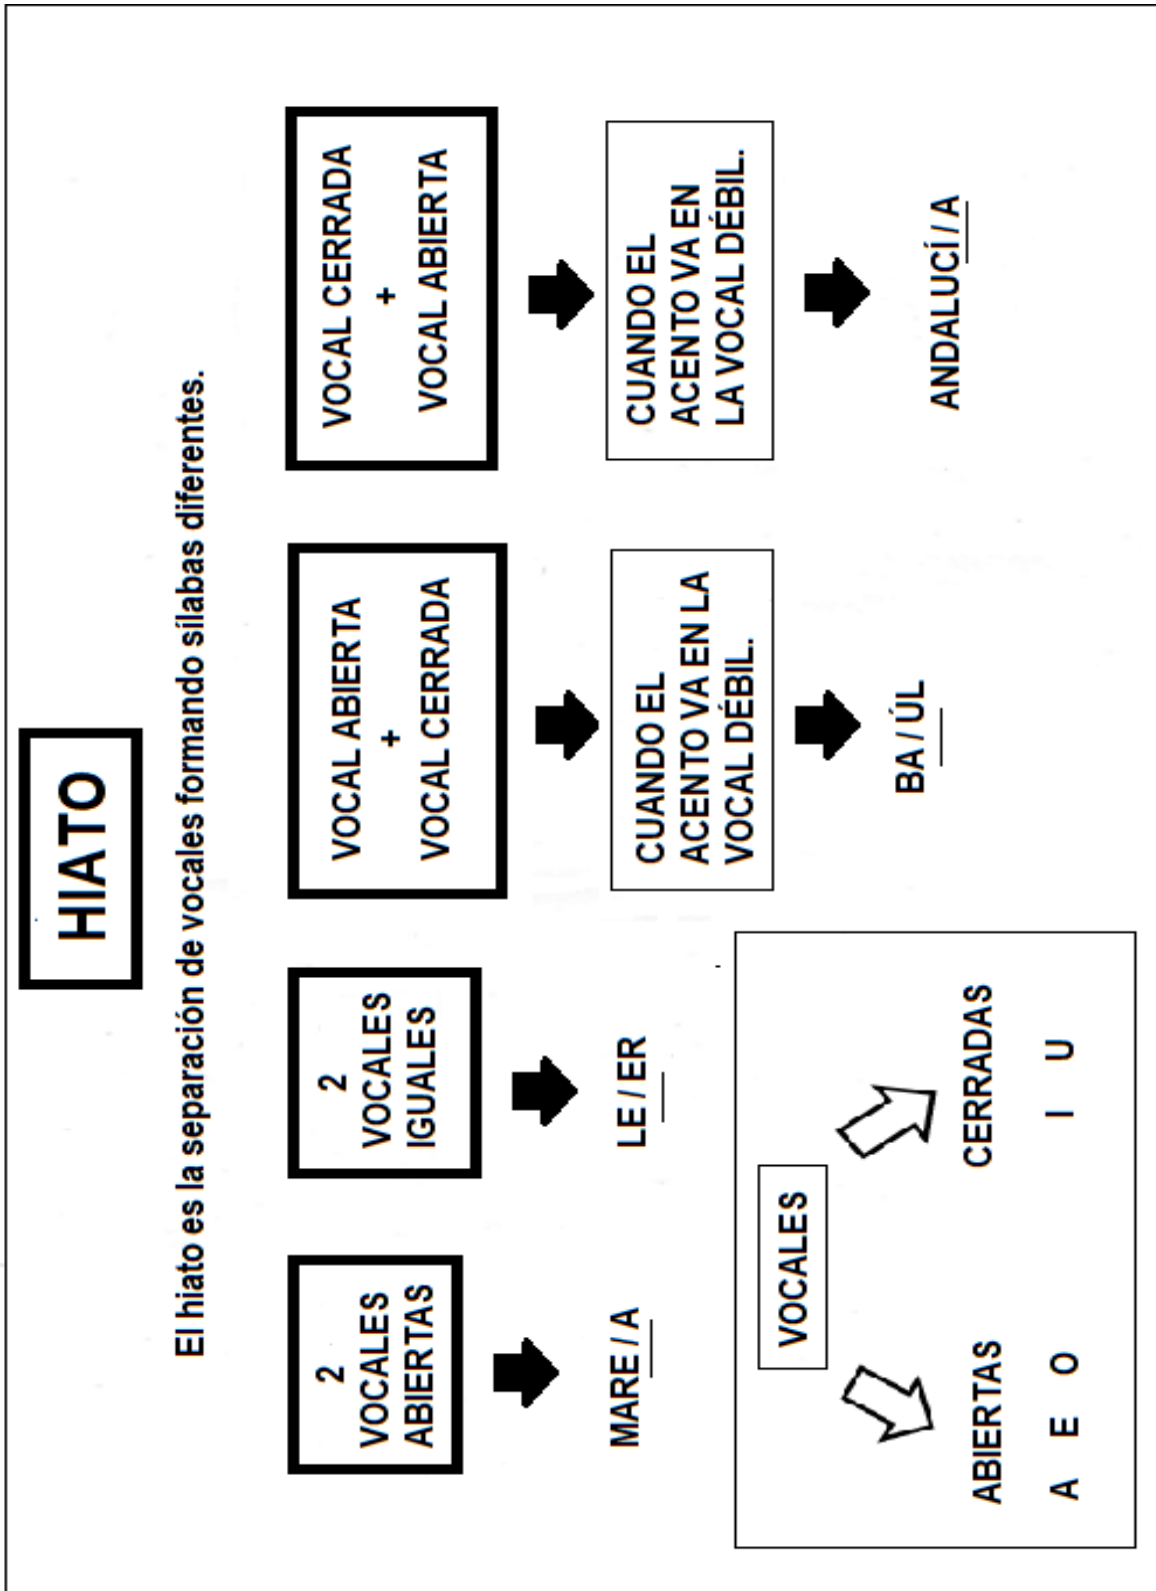 HIATO
El hiato es la separación de vocales formando sílabas diferentes.
2
VOCALES
ABIERTAS
MARE / A
2
VOCALES
IGUALES
LE / ER
VOCAL ABIERTA
+
VOCAL CERRADA
CUANDO EL
ACENTO VA EN LA
VOCAL DÉBIL.
BA / ÚL
VOCAL CERRADA
+
VOCAL ABIERTA
CUANDO EL
ACENTO VA EN
LA VOCAL DÉBIL.
ANDALUCÍ / A
VOCALES
ABIERTAS
A E O
CERRADAS
I U